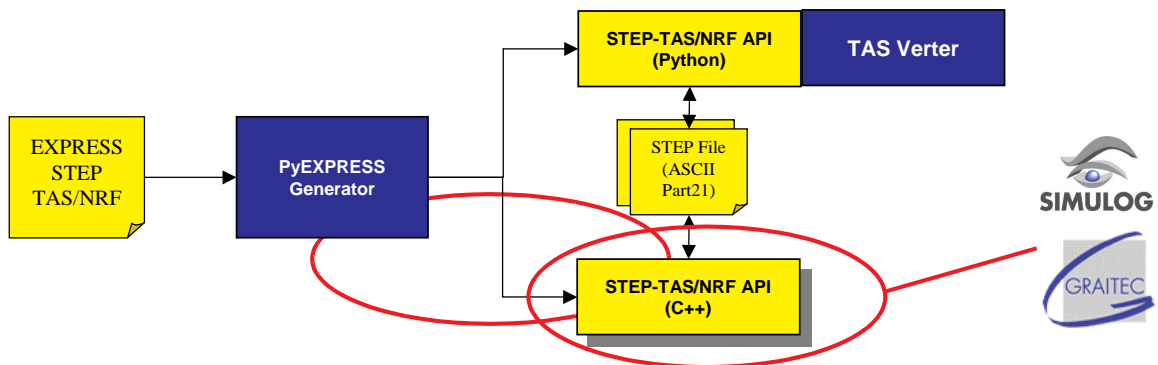 EXPRESS
STEP
TAS/NRF
PyEXPRESS
Generator
STEP-TAS/NRF API
(Python)
TAS Verter
STEP File
(ASCII
Part21)
STEP-TAS/NRF API
(C++)
SIMULOG
GRAITEC